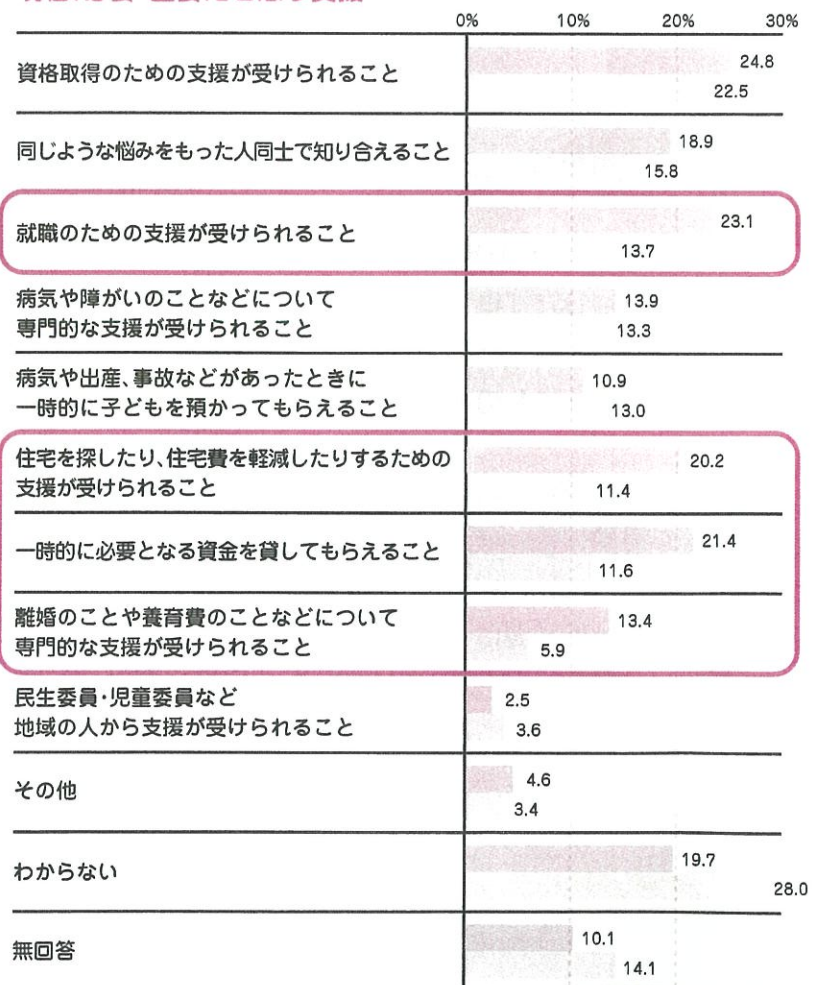 0% 10% 20% 30%
資格取得のための支援が受けられること
24.8
22.5
同じような悩みをもった人同士で知り合えること
18.9
15.8
就職のための支援が受けられること
23.1
13.7
病気や障がいのことなどについて
専門的な支援が受けられること
13.9
13.3
病気や出産、事故などがあったときに
一時的に子どもを預かってもらえること
10.9
13.0
住宅を探したり、住宅費を軽減したりするための
支援が受けられること
20.2
11.4
一時的に必要となる資金を貸してもらえること
21.4
11.6
離婚のことや養育費のことなどについて
専門的な支援が受けられること
13.4
5.9
民生委員・児童委員など
地域の人から支援が受けられること
2.5
3.6
その他
4.6
3.4
わからない
19.7
28.0
無回答
10.1
14.1